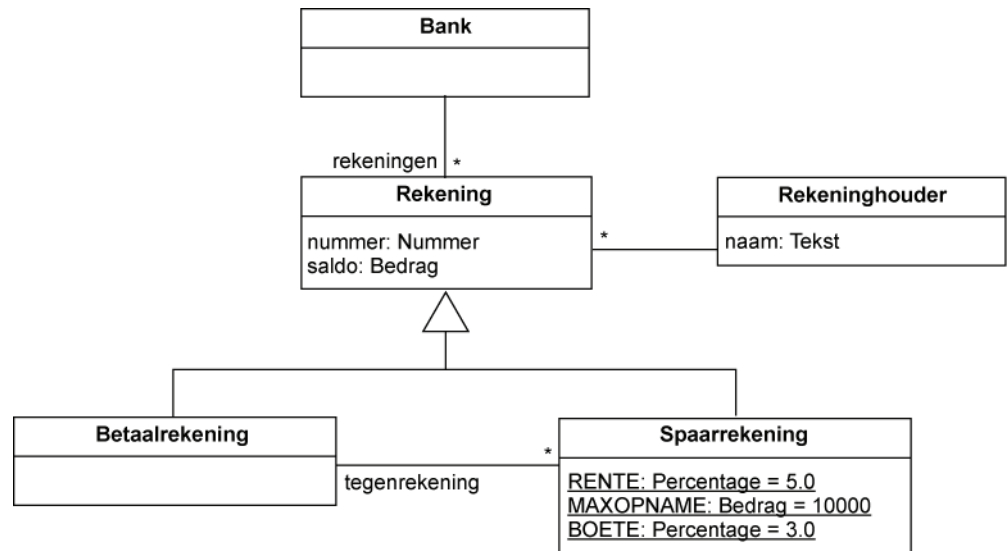 Bank
rekeningen *
Rekening
nummer: Nummer
saldo: Bedrag
*
Rekeninghouder
naam: Tekst
Betaalrekening
tegenrekening
*
Spaarrekening
RENTE: Percentage = 5.0
MAXOPNAME: Bedrag = 10000
BOETE: Percentage = 3.0